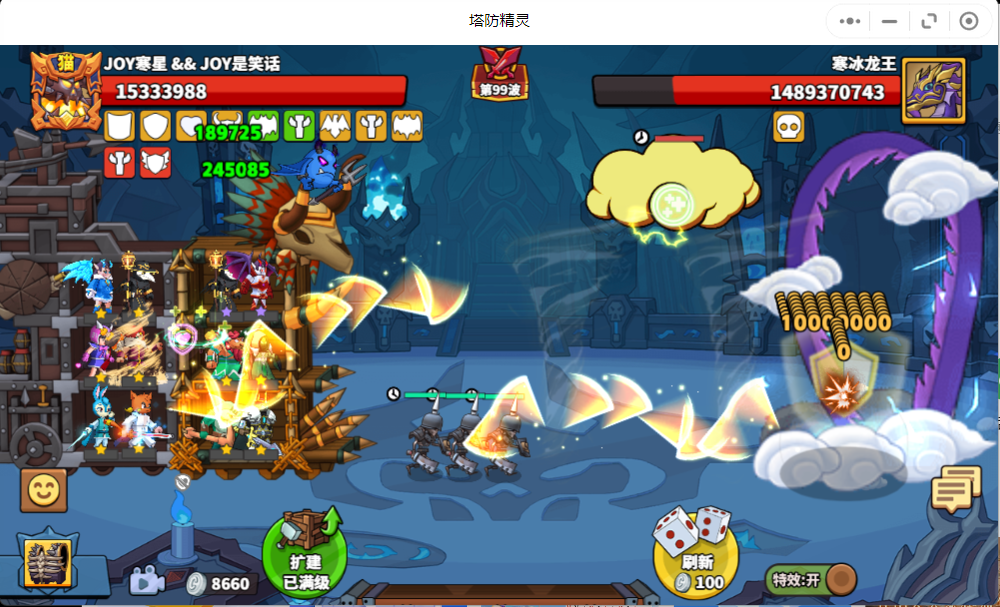 塔防精灵
猫
JOY寒星 && JOY是笑话
15333988
第99波
寒冰龙王
1489370743
189725
245085
0
扩建
已满级
8660
刷新
100
特效:开